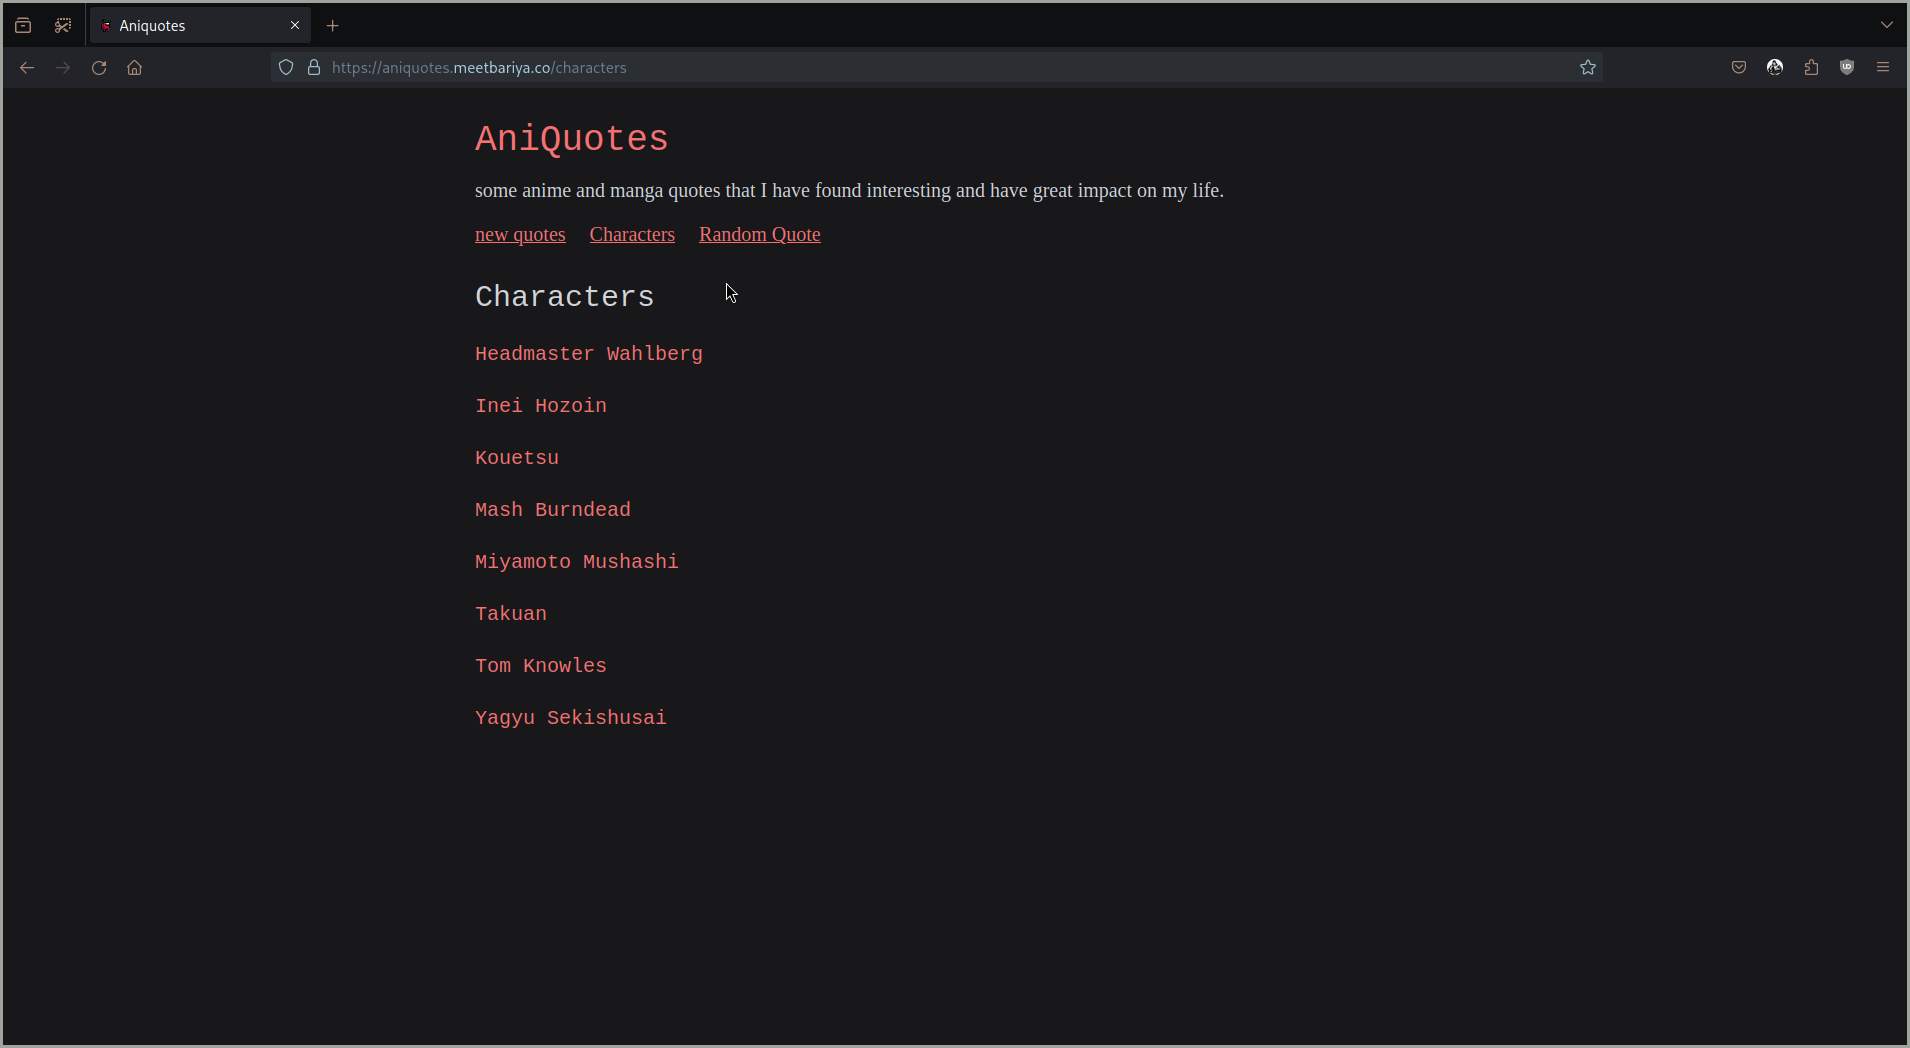 Aniquotes
https://aniquotes.meetbariya.co/characters
AniQuotes
some anime and manga quotes that I have found interesting and have great impact on my life.
new quotes Characters Random Quote
Characters
Headmaster Wahlberg
Inei Hozoin
Kouetsu
Mash Burndead
Miyamoto Mushashi
Takuan
Tom Knowles
Yagyu Sekishusai